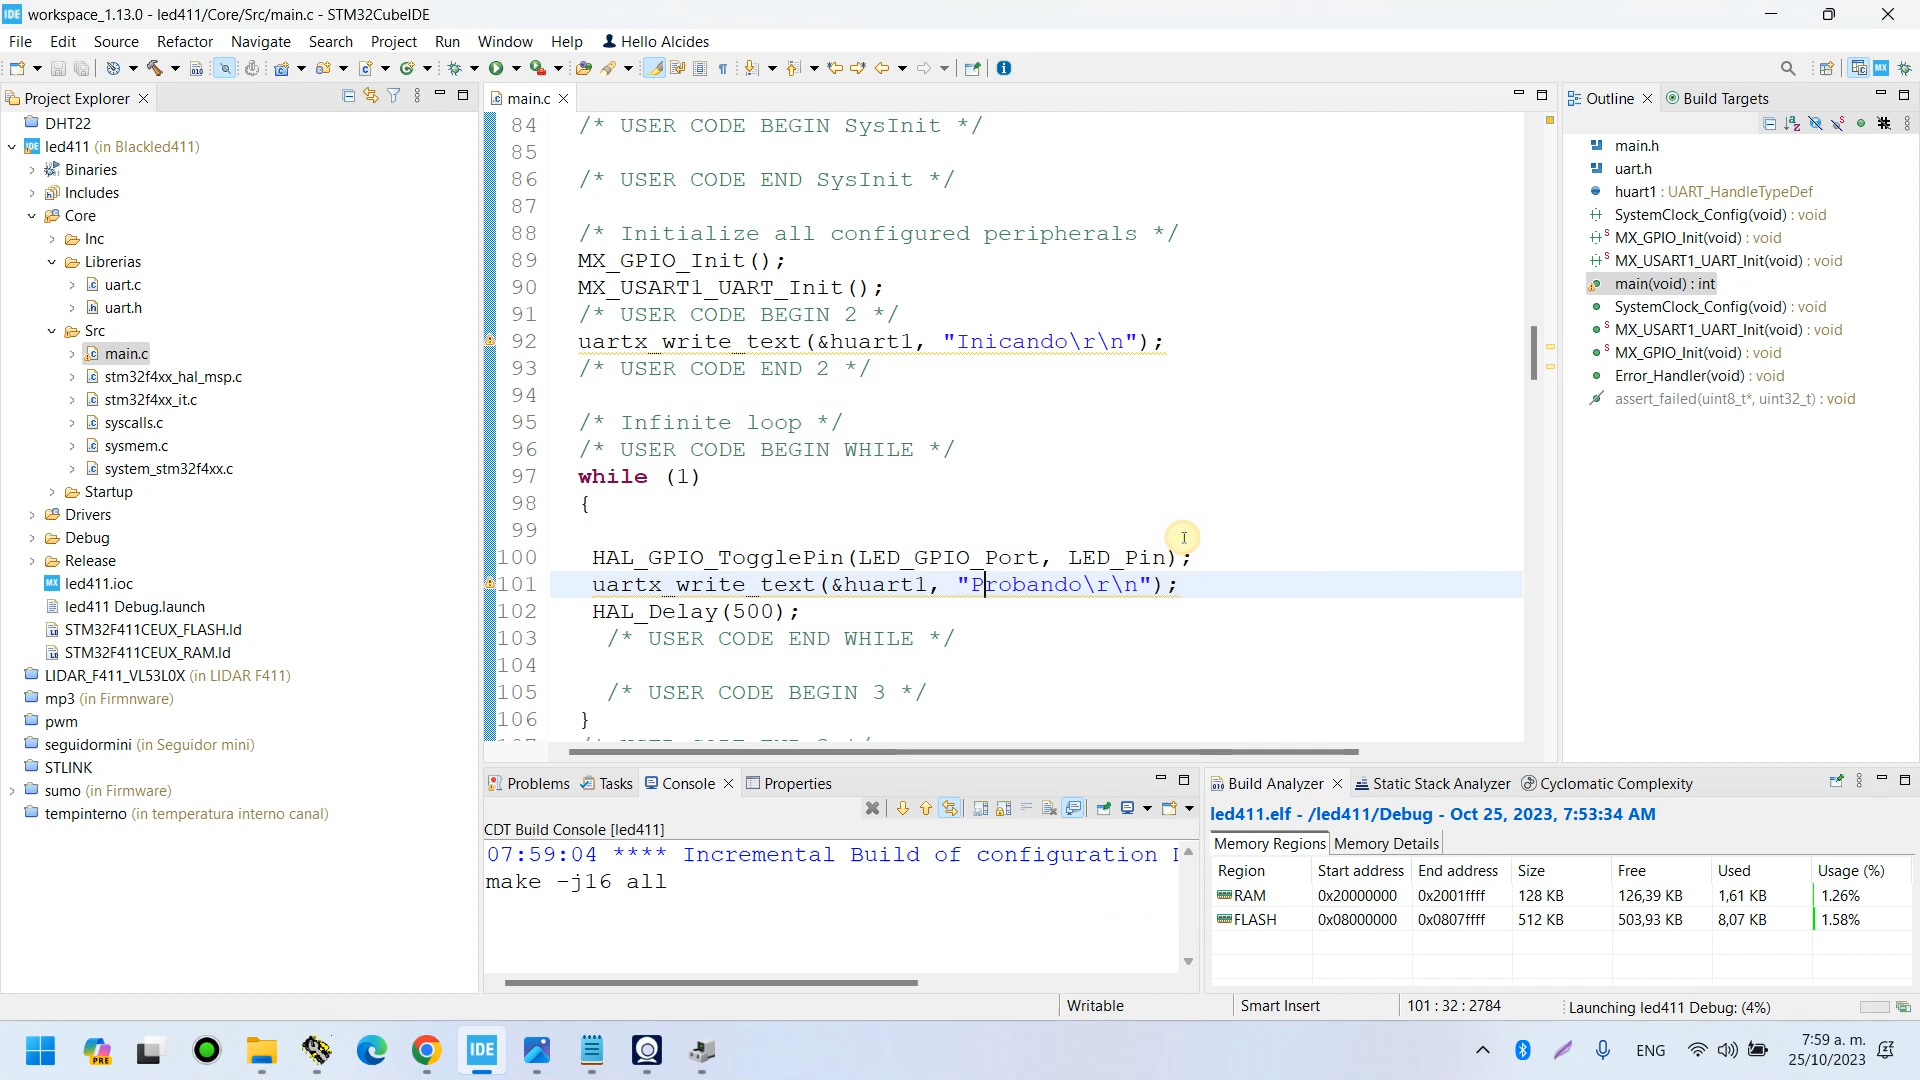 workspace_1.13.0 - led411/Core/Src/main.c - STM32CubeIDE
File Edit Source Refactor Navigate Search Project Run Window Help Hello Alcides
Project Explorer
DHT22
led411 (in Blackled411)
Binaries
Includes
Core
Inc
Librerias
uart.c
uart.h
Src
main.c
stm32f4xx_hal_msp.c
stm32f4xx_it.c
syscalls.c
sysmem.c
system_stm32f4xx.c
Startup
Drivers
Debug
Release
led411.ioc
led411 Debug.launch
STM32F411CEUX_FLASH.ld
STM32F411CEUX_RAM.ld
LIDAR_F411_VL53L0X (in LIDAR F411)
mp3 (in Firmnware)
pwm
seguidormini (in Seguidor mini)
STLINK
sumo (in Firmware)
tempinterno (in temperatura interno canal)
main.c
84 /* USER CODE BEGIN SysInit */
85
86 /* USER CODE END SysInit */
87
88 /* Initialize all configured peripherals */
89 MX_GPIO_Init();
90 MX_USART1_UART_Init();
91 /* USER CODE BEGIN 2 */
92 uartx_write_text(&huart1, "Inicando\r\n");
93 /* USER CODE END 2 */
94
95 /* Infinite loop */
96 /* USER CODE BEGIN WHILE */
97 while (1)
98 {
99
100 HAL_GPIO_TogglePin(LED_GPIO_Port, LED_Pin);
101 uartx_write_text(&huart1, "Probando\r\n");
102 HAL_Delay(500);
103 /* USER CODE END WHILE */
104
105 /* USER CODE BEGIN 3 */
106 }
Outline Build Targets
main.h
uart.h
huart1 : UART_HandleTypeDef
SystemClock_Config(void) : void
MX_GPIO_Init(void) : void
MX_USART1_UART_Init(void) : void
main(void) : int
SystemClock_Config(void) : void
MX_USART1_UART_Init(void) : void
MX_GPIO_Init(void) : void
Error_Handler(void) : void
assert_failed(uint8_t*, uint32_t) : void
Problems Tasks Console Properties
CDT Build Console [led411]
07:59:04 **** Incremental Build of configuration
make -j16 all
Build Analyzer Static Stack Analyzer Cyclomatic Complexity
led411.elf - /led411/Debug - Oct 25, 2023, 7:53:34 AM
Memory Regions Memory Details
Region Start address End address Size Free Used Usage (%)
RAM 0x20000000 0x2001ffff 128 KB 126,39 KB 1,61 KB 1.26%
FLASH 0x08000000 0x0807ffff 512 KB 503,93 KB 8,07 KB 1.58%
Writable Smart Insert 101 : 32 : 2784 Launching led411 Debug: (4%)
PRE
IDE
ENG
7:59 a. m.
25/10/2023